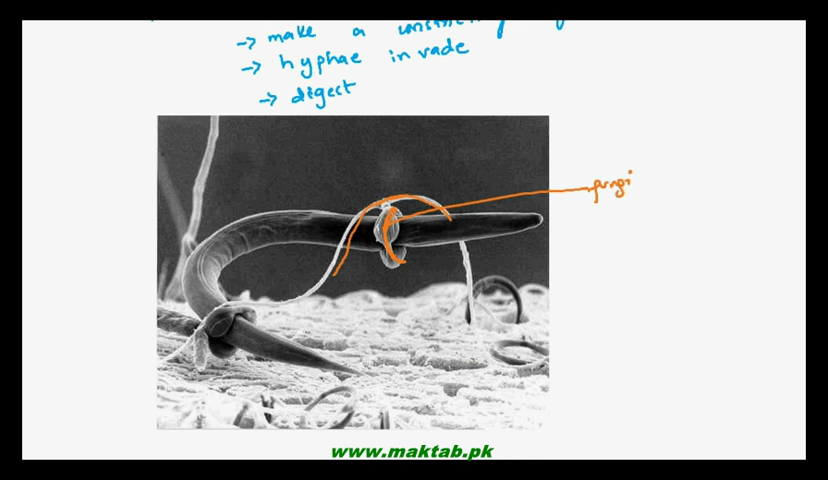 -> make a
-> hyphae invade
-> digest
fungi
www.maktab.pk